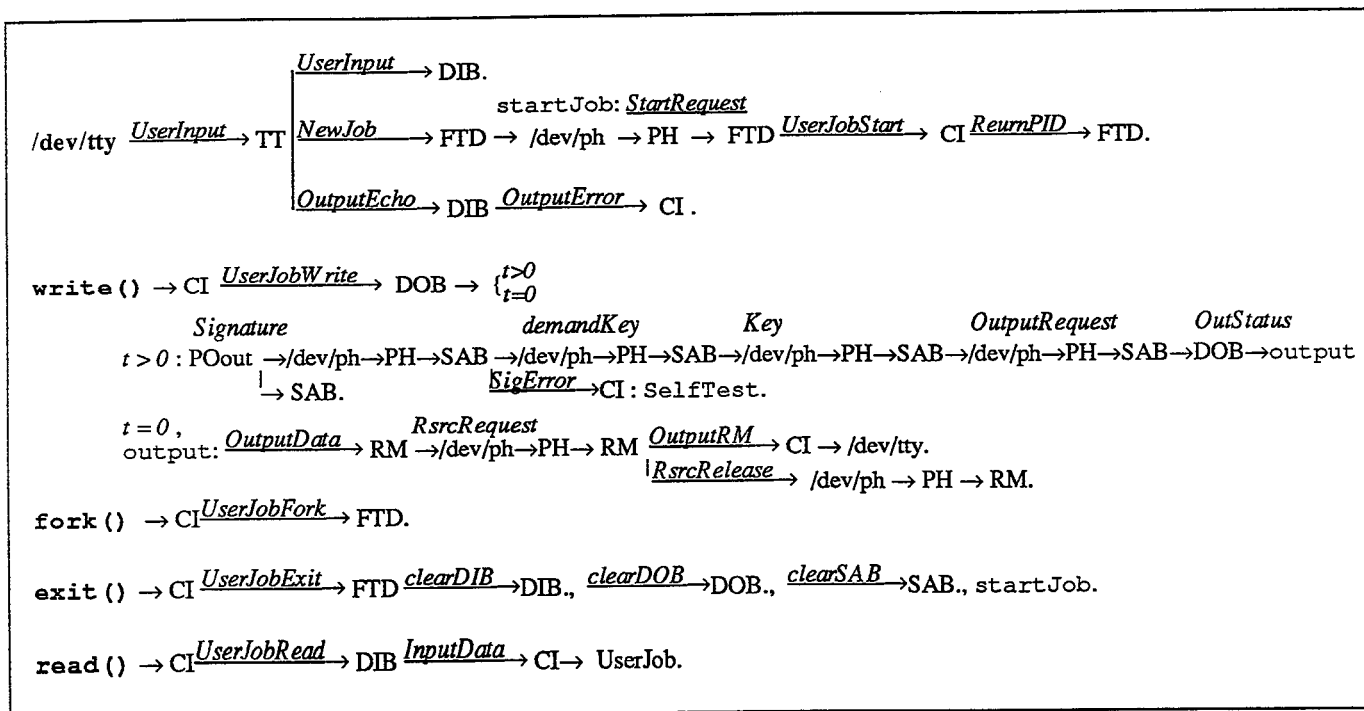 UserInput → DIB.
startJob: StartRequest
/dev/tty UserInput → TT NewJob → FTD → /dev/ph → PH → FTD UserJobStart → CI ReurnPID → FTD.
OutputEcho → DIB OutputError → CI .
write() → CI UserJobWrite → DOB → { t>0
t=0
Signature demandKey Key OutputRequest OutStatus
t > 0 : POout →/dev/ph→PH→SAB →/dev/ph→PH→SAB→/dev/ph→PH→SAB→/dev/ph→PH→SAB→DOB→output
→ SAB. SigError→CI : SelfTest.
t = 0 , RsrcRequest
output: OutputData → RM →/dev/ph→PH→ RM OutputRM → CI → /dev/tty.
RsrcRelease → /dev/ph → PH → RM.
fork() → CI UserJobFork → FTD.
exit() → CI UserJobExit → FTD clearDIB →DIB., clearDOB →DOB., clearSAB →SAB., startJob.
read() → CI UserJobRead → DIB InputData → CI→ UserJob.